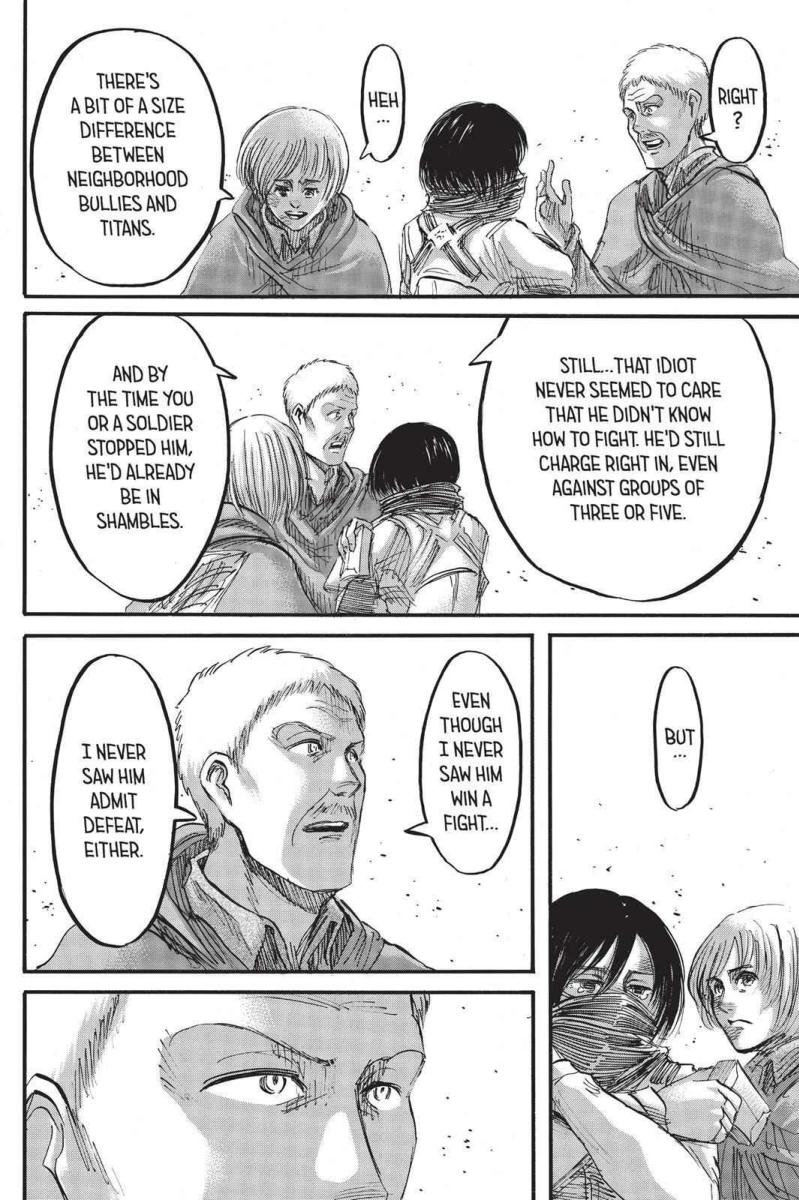 RIGHT
?
HEH
...
THERE'S
A BIT OF A SIZE
DIFFERENCE
BETWEEN
NEIGHBORHOOD
BULLIES AND
TITANS.
STILL...THAT IDIOT
NEVER SEEMED TO CARE
THAT HE DIDN'T KNOW
HOW TO FIGHT. HE'D STILL
CHARGE RIGHT IN, EVEN
AGAINST GROUPS OF
THREE OR FIVE.
AND BY
THE TIME YOU
OR A SOLDIER
STOPPED HIM,
HE'D ALREADY
BE IN
SHAMBLES.
BUT
...
EVEN
THOUGH
I NEVER
SAW HIM
WIN A
FIGHT...
I NEVER
SAW HIM
ADMIT
DEFEAT,
EITHER.